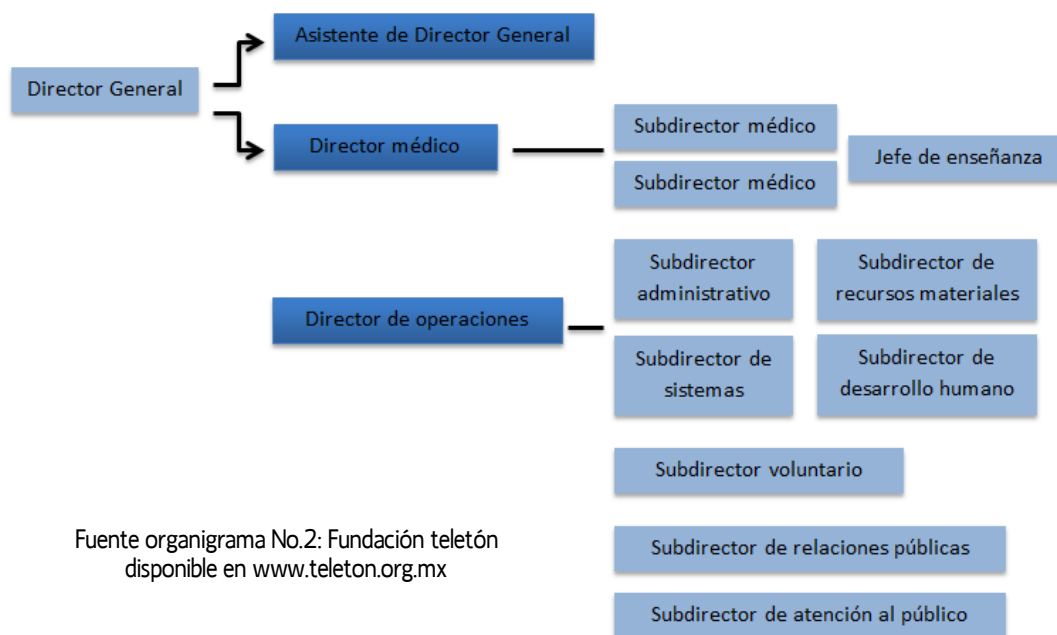 Asistente de Director General
Director General
Director médico
Subdirector médico
Subdirector médico
Jefe de enseñanza
Director de operaciones
Subdirector
administrativo
Subdirector de
recursos materiales
Subdirector de
sistemas
Subdirector de
desarrollo humano
Subdirector voluntario
Subdirector de relaciones públicas
Subdirector de atención al público
Fuente organigrama No.2: Fundación teletón
disponible en www.teleton.org.mx